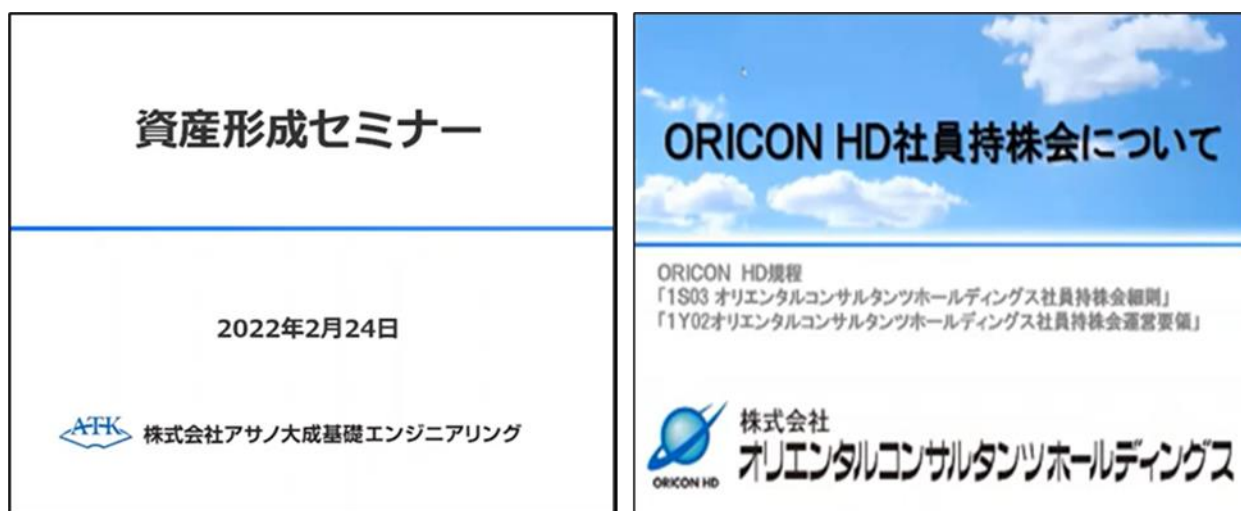 資産形成セミナー
2022年2月24日
ATK 株式会社アサノ大成基礎エンジニアリング
ORICON HD社員持株会について
ORICON HD規程
「1S03 オリエンタルコンサルタンツホールディングス社員持株会細則」
「1Y02オリエンタルコンサルタンツホールディングス社員持株会運営要領」
株式会社
オリエンタルコンサルタンツホールディングス
ORICON HD